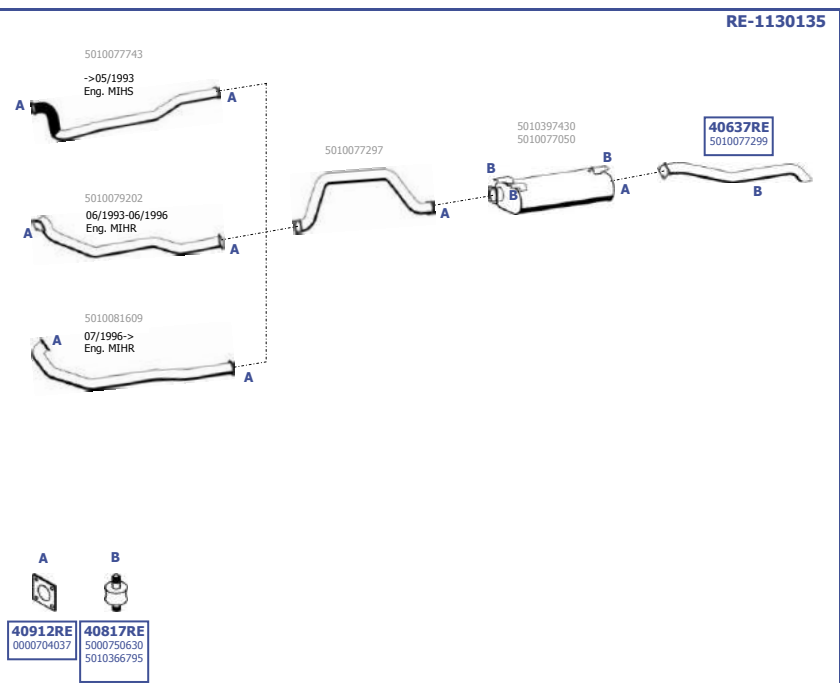 RE-1130135
5010077743
->05/1993
Eng. MIHS
A
A
5010077297
5010397430
5010077050
B
B
B
A
40637RE
5010077299
B
5010079202
06/1993-06/1996
Eng. MIHR
A
A
A
5010081609
07/1996->
Eng. MIHR
A
A
A
B
40912RE
0000704037
40817RE
5000750630
5010366795